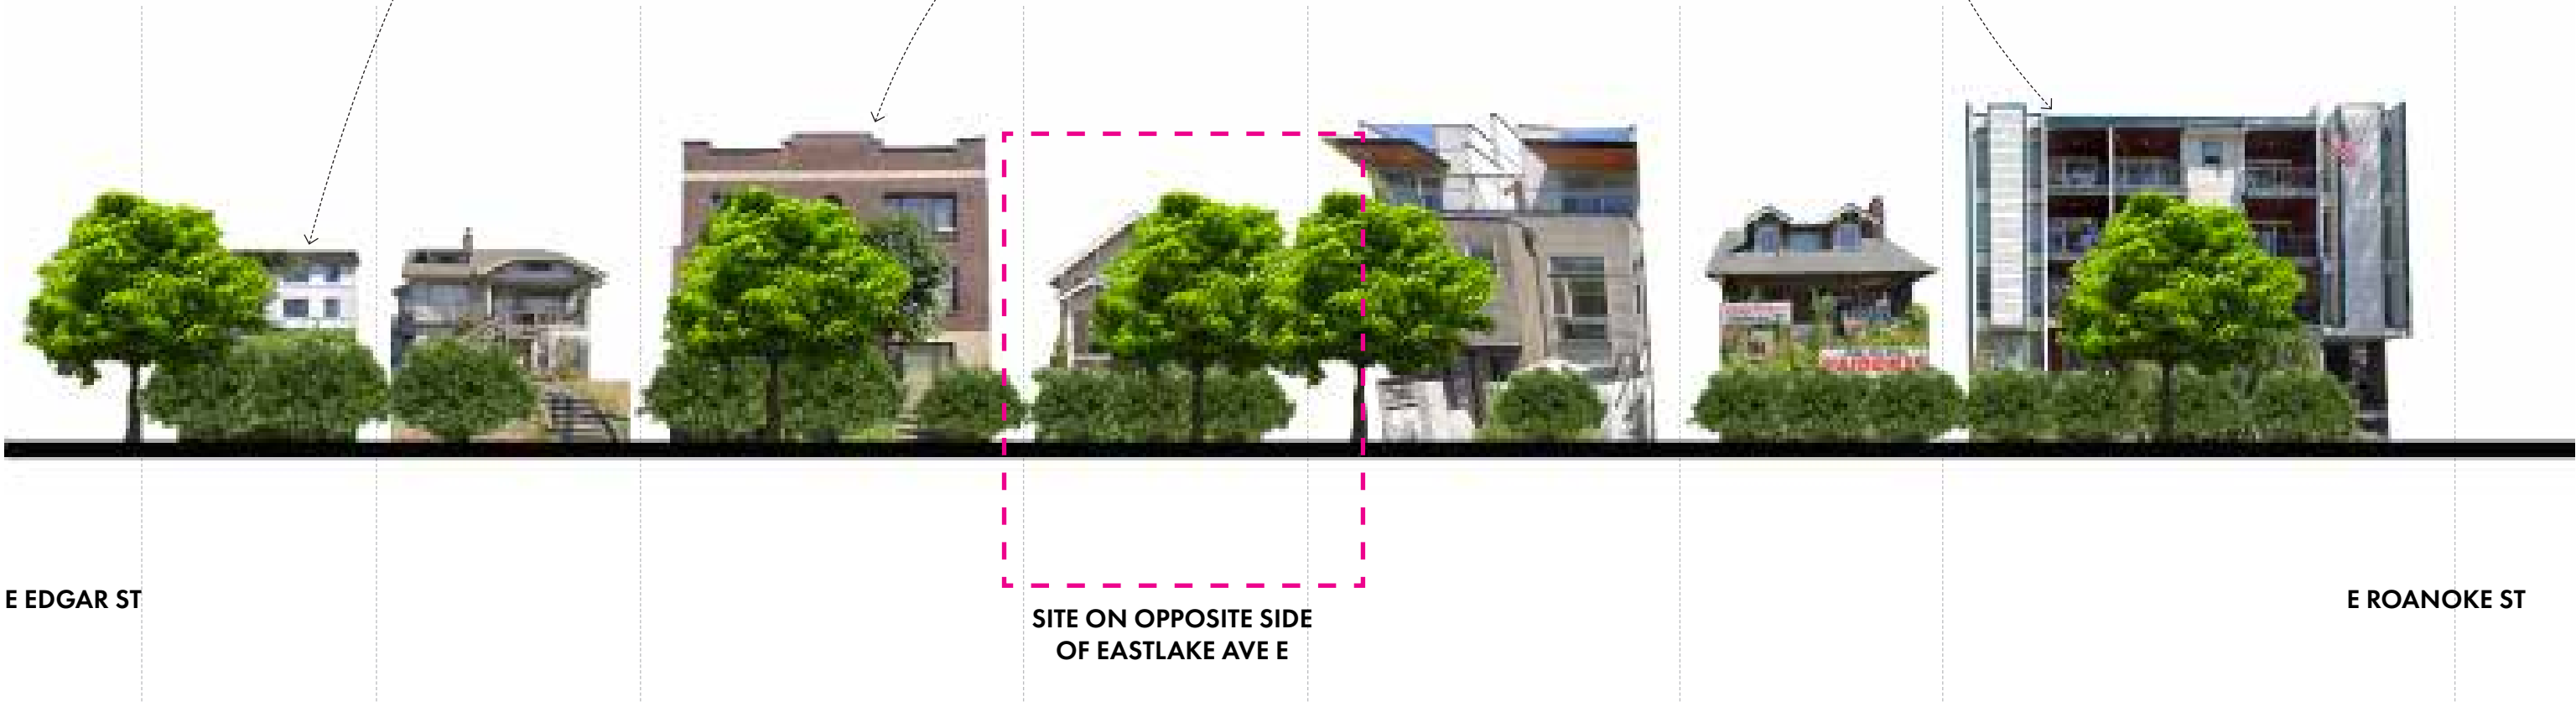 E EDGAR ST
E ROANOKE ST
SITE ON OPPOSITE SIDE
OF EASTLAKE AVE E